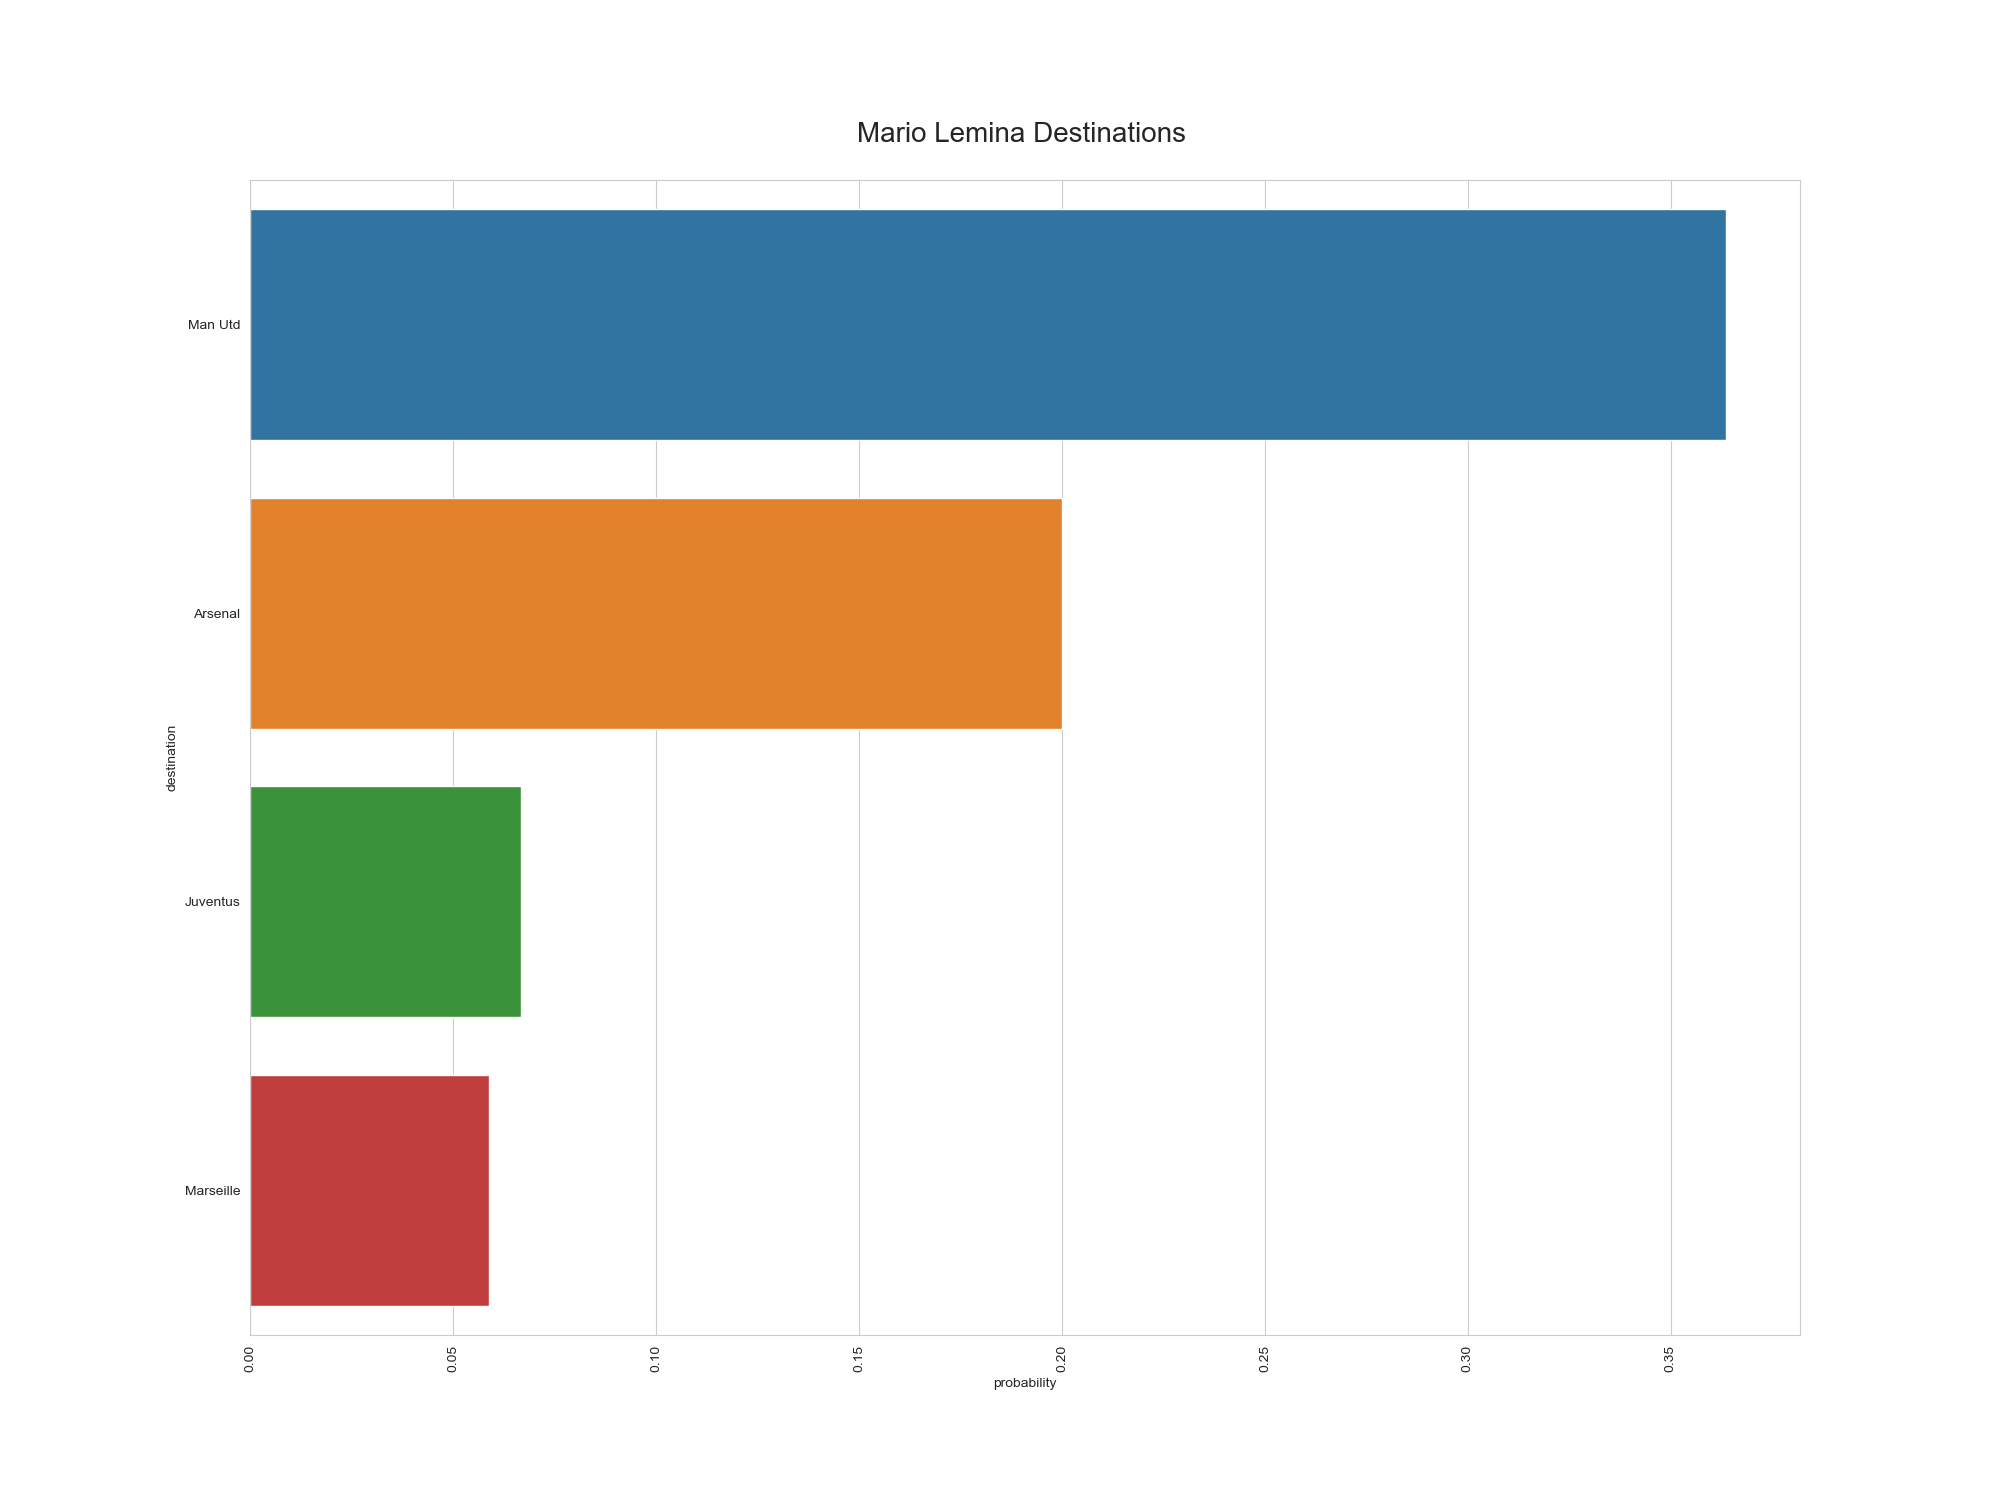 Mario Lemina Destinations
Man Utd
Arsenal
Juventus
Marseille
destination
0.00
0.05
0.10
0.15
0.20
0.25
0.30
0.35
probability